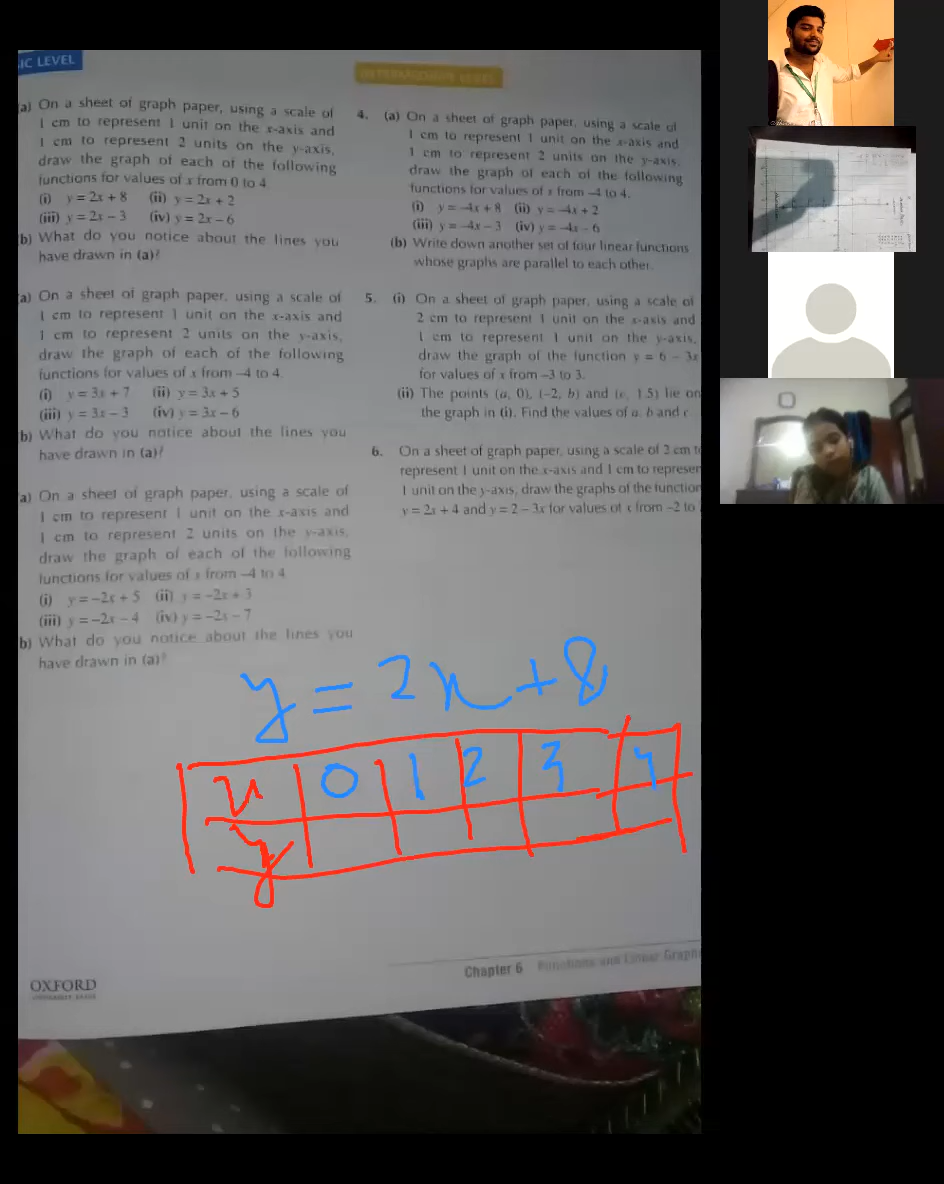 IC LEVEL
a) On a sheet of graph paper, using a scale of
1 cm to represent 1 unit on the x-axis and
1 cm to represent 2 units on the y-axis,
draw the graph of each of the following
functions for values of x from 0 to 4.
(i) y = 2x + 8 (ii) y = 2x + 2
(iii) y = 2x − 3 (iv) y = 2x − 6
b) What do you notice about the lines you
have drawn in (a)?
a) On a sheet of graph paper, using a scale of
1 cm to represent 1 unit on the x-axis and
1 cm to represent 2 units on the y-axis,
draw the graph of each of the following
functions for values of x from −4 to 4.
(i) y = 3x + 7 (ii) y = 3x + 5
(iii) y = 3x − 3 (iv) y = 3x − 6
b) What do you notice about the lines you
have drawn in (a)?
a) On a sheet of graph paper, using a scale of
1 cm to represent 1 unit on the x-axis and
1 cm to represent 2 units on the y-axis,
draw the graph of each of the following
functions for values of x from −4 to 4.
(i) y = −2x + 5 (ii) y = −2x + 3
(iii) y = −2x − 4 (iv) y = −2x − 7
b) What do you notice about the lines you
have drawn in (a)?
INTERMEDIATE LEVEL
4. (a) On a sheet of graph paper, using a scale of
1 cm to represent 1 unit on the x-axis and
1 cm to represent 2 units on the y-axis,
draw the graph of each of the following
functions for values of x from −4 to 4.
(i) y = −4x + 8 (ii) y = −4x + 2
(iii) y = −4x − 3 (iv) y = −4x − 6
(b) Write down another set of four linear functions
whose graphs are parallel to each other.
5. (i) On a sheet of graph paper, using a scale of
2 cm to represent 1 unit on the x-axis and
1 cm to represent 1 unit on the y-axis,
draw the graph of the function y = 6 − 3x
for values of x from −3 to 3.
(ii) The points (a, 0), (−2, b) and (c, 1.5) lie on
the graph in (i). Find the values of a, b and c.
6. On a sheet of graph paper, using a scale of 2 cm to
represent 1 unit on the x-axis and 1 cm to represen
1 unit on the y-axis, draw the graphs of the function
y = 2x + 4 and y = 2 − 3x for values of x from −2 to
y = 2x + 8
x 0 1 2 3 4
y
OXFORD
UNIVERSITY PRESS
Chapter 6 Functions and Linear Graph